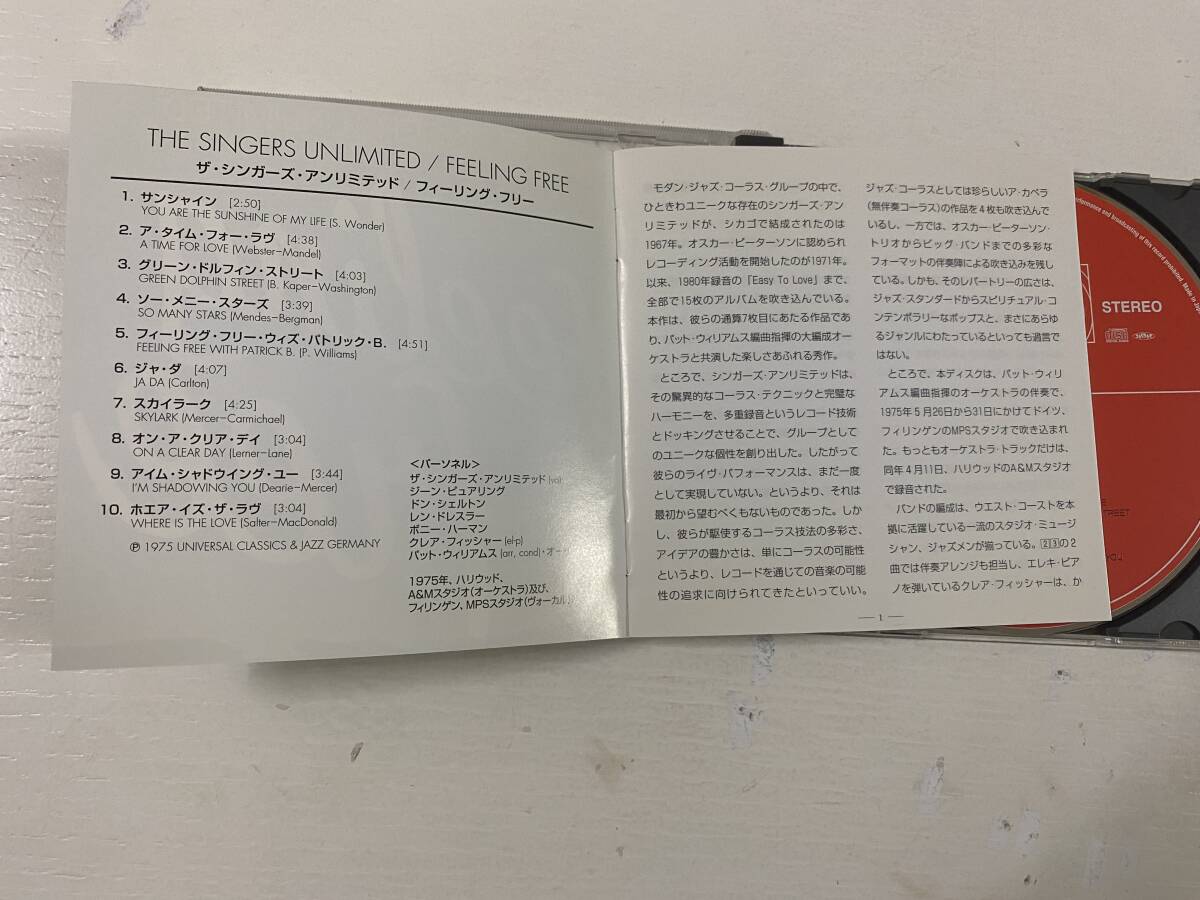 THE SINGERS UNLIMITED / FEELING FREE
ザ・シンガーズ・アンリミテッド / フィーリング・フリー
1. サンシャイン [2:50]
YOU ARE THE SUNSHINE OF MY LIFE (S. Wonder)
2. ア・タイム・フォー・ラヴ [4:38]
A TIME FOR LOVE (Webster–Mandel)
3. グリーン・ドルフィン・ストリート [4:03]
GREEN DOLPHIN STREET (B. Kaper–Washington)
4. ソー・メニー・スターズ [3:39]
SO MANY STARS (Mendes–Bergman)
5. フィーリング・フリー・ウィズ・パトリック・B. [4:51]
FEELING FREE WITH PATRICK B. (P. Williams)
6. ジャ・ダ [4:07]
JA DA (Carlton)
7. スカイラーク [4:25]
SKYLARK (Mercer–Carmichael)
8. オン・ア・クリア・デイ [3:04]
ON A CLEAR DAY (Lerner–Lane)
9. アイム・シャドウイング・ユー [3:44]
I'M SHADOWING YOU (Dearie–Mercer)
10. ホエア・イズ・ザ・ラヴ [3:04]
WHERE IS THE LOVE (Salter–MacDonald)
℗ 1975 UNIVERSAL CLASSICS & JAZZ GERMANY
<パーソネル>
ザ・シンガーズ・アンリミテッド (vo)
ジーン・ピュアリング
ドン・シェルトン
レン・ドレスラー
ボニー・ハーマン
クレア・フィッシャー (el-p)
パット・ウィリアムス (arr, cond)・オー
1975年、ハリウッド、
A&Mスタジオ(オーケストラ)及び、
フィリンゲン、MPSスタジオ(ヴォーカル)
モダン・ジャズ・コーラス・グループの中で、
ひときわユニークな存在のシンガーズ・アン
リミテッドが、シカゴで結成されたのは
1967年。オスカー・ピーターソンに認められ
レコーディング活動を開始したのが1971年。
以来、1980年録音の「Easy To Love」まで、
全部で15枚のアルバムを吹き込んでいる。
本作は、彼らの通算7枚目にあたる作品であ
り、パット・ウィリアムス編曲指揮の大編成オー
ケストラと共演した楽しさあふれる秀作。
ところで、シンガーズ・アンリミテッドは、
その驚異的なコーラス・テクニックと完璧な
ハーモニーを、多重録音というレコード技術
とドッキングさせることで、グループとして
のユニークな個性を創り出した。したがって
彼らのライヴ・パフォーマンスは、まだ一度
として実現していない。というより、それは
最初から望むべくもないものであった。しか
し、彼らが駆使するコーラス技法の多彩さ、
アイデアの豊かさは、単にコーラスの可能性
というより、レコードを通じての音楽の可能
性の追求に向けられてきたといっていい。
ジャズ・コーラスとしては珍らしいア・カペラ
(無伴奏コーラス)の作品を4枚も吹き込んで
いるし、一方では、オスカー・ピーターソン・
トリオからビッグ・バンドまでの多彩な
フォーマットの伴奏陣による吹き込みを残し
ている。しかも、そのレパートリーの広さは、
ジャズ・スタンダードからスピリチュアル・コ
ンテンポラリーなポップスと、まさにあらゆ
るジャンルにわたっているといっても過言で
はない。
ところで、本ディスクは、パット・ウィリ
アムス編曲指揮のオーケストラの伴奏で、
1975年5月26日から31日にかけてドイツ、
フィリンゲンのMPSスタジオで吹き込まれ
た。もっともオーケストラ・トラックだけは、
同年4月11日、ハリウッドのA&Mスタジオ
で録音された。
バンドの編成は、ウエスト・コーストを本
拠に活躍している一流のスタジオ・ミュージ
シャン、ジャズメンが揃っている。[2][3]の2
曲では伴奏アレンジも担当し、エレキ・ピア
ノを弾いているクレア・フィッシャーは、か
— 1 —
STEREO